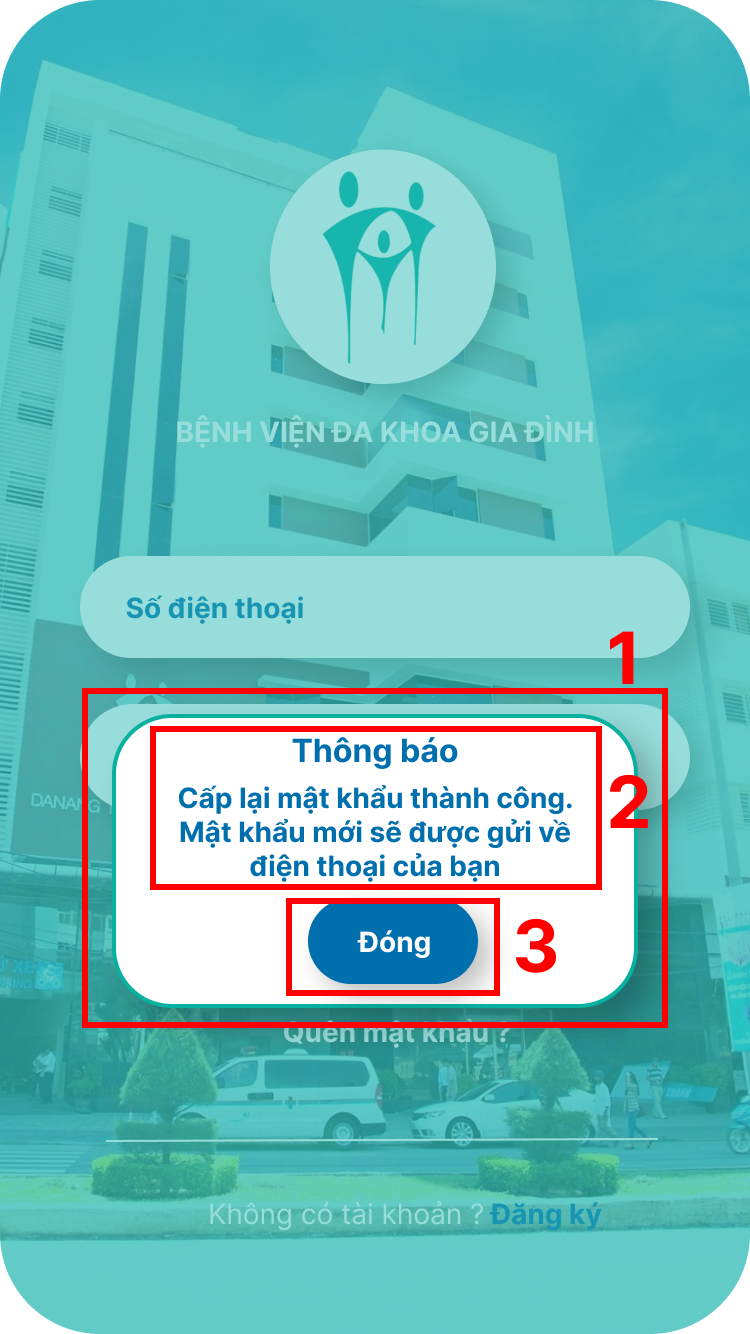 BỆNH VIỆN ĐA KHOA GIA ĐÌNH
Số điện thoại
1
Thông báo
Cấp lại mật khẩu thành công.
Mật khẩu mới sẽ được gửi về
điện thoại của bạn
2
Đóng
3
DANANG
Quên mật khẩu ?
Không có tài khoản ? Đăng ký